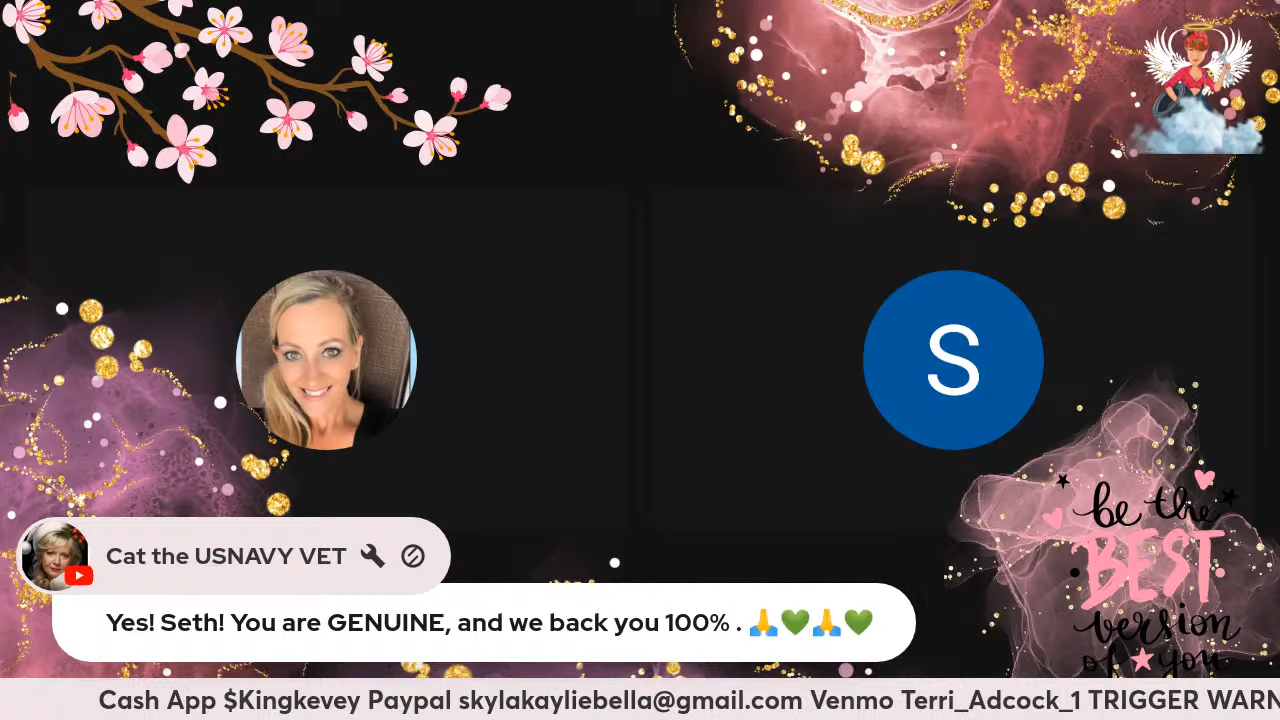 S
be the
BEST
version
of you
Cat the USNAVY VET
Yes! Seth! You are GENUINE, and we back you 100% . 🙏💚🙏💚
Cash App $Kingkevey Paypal skylakayliebella@gmail.com Venmo Terri_Adcock_1 TRIGGER WARN